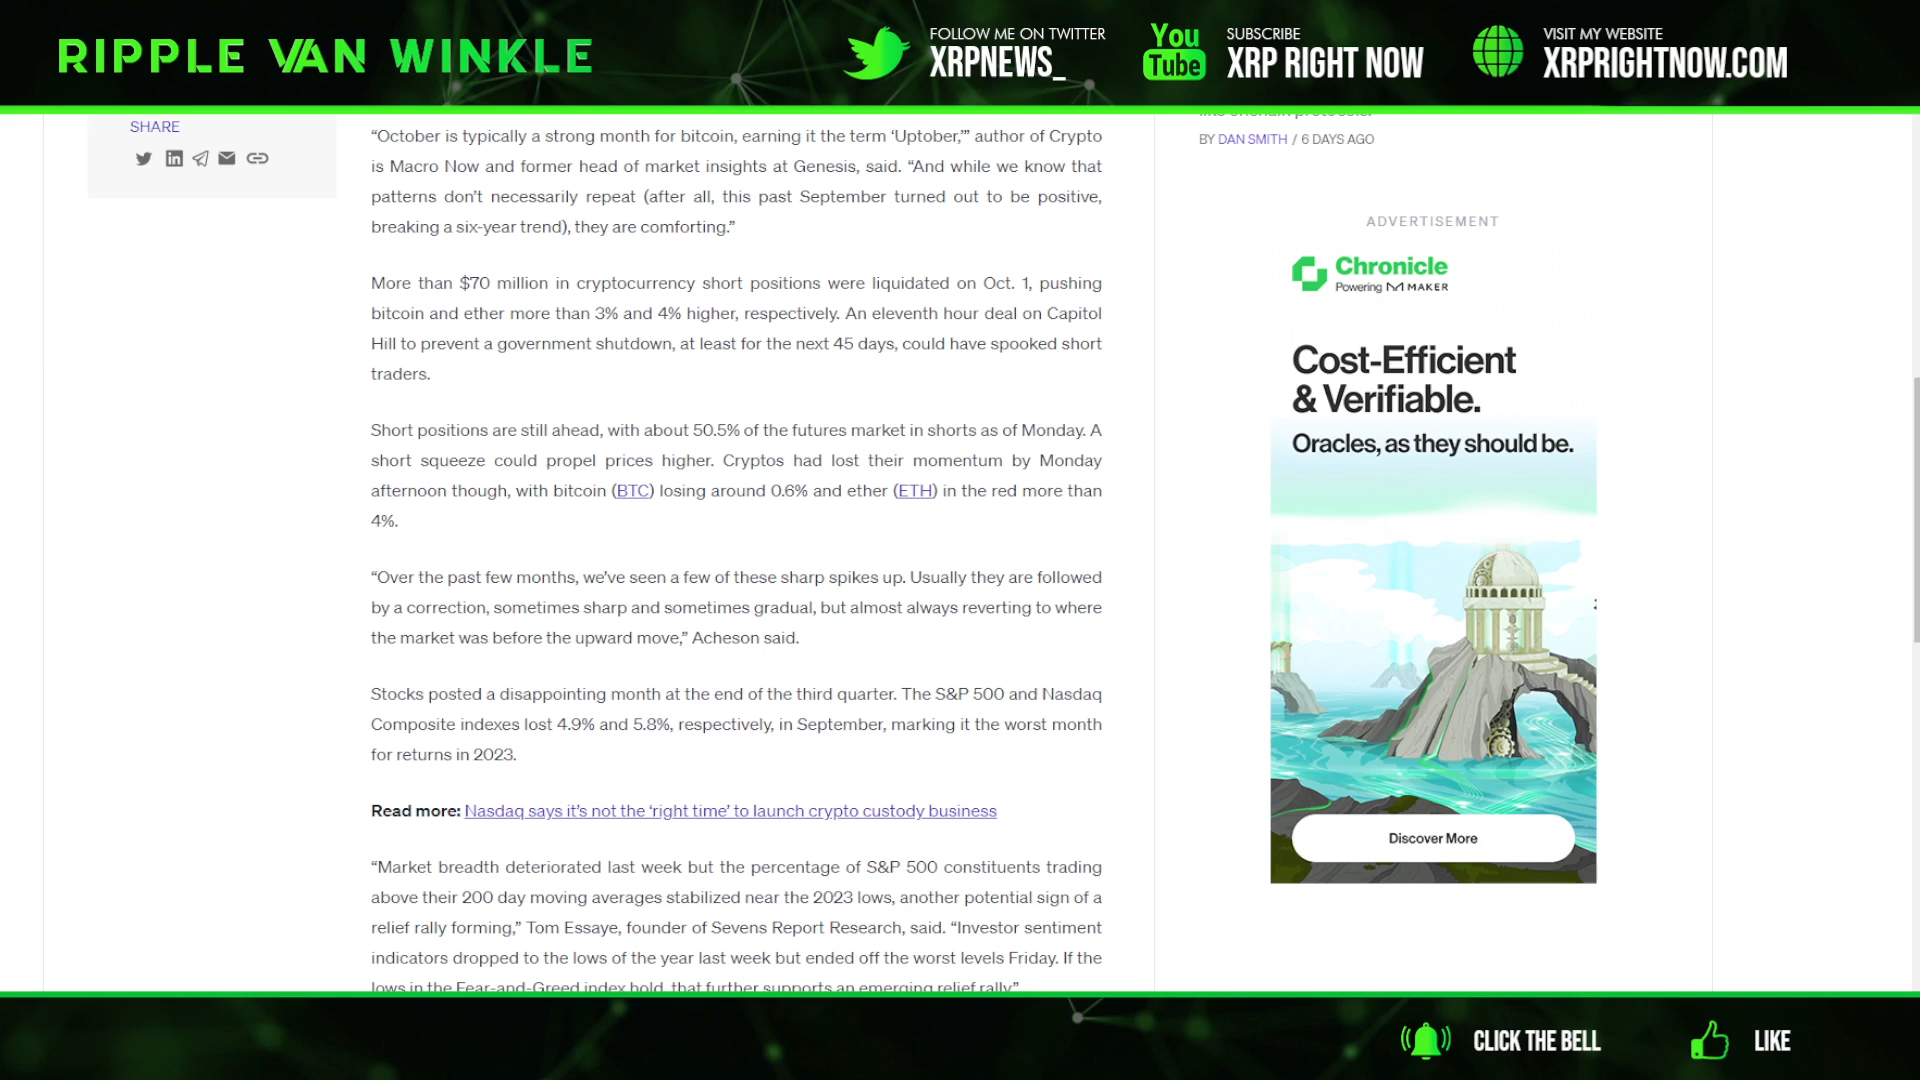 RIPPLE VAN WINKLE
FOLLOW ME ON TWITTER
XRPNEWS_
You
Tube
SUBSCRIBE
XRP RIGHT NOW
VISIT MY WEBSITE
XRPRIGHTNOW.COM
SHARE
“October is typically a strong month for bitcoin, earning it the term ‘Uptober,’” author of Crypto
is Macro Now and former head of market insights at Genesis, said. “And while we know that
patterns don’t necessarily repeat (after all, this past September turned out to be positive,
breaking a six-year trend), they are comforting.”
More than $70 million in cryptocurrency short positions were liquidated on Oct. 1, pushing
bitcoin and ether more than 3% and 4% higher, respectively. An eleventh hour deal on Capitol
Hill to prevent a government shutdown, at least for the next 45 days, could have spooked short
traders.
Short positions are still ahead, with about 50.5% of the futures market in shorts as of Monday. A
short squeeze could propel prices higher. Cryptos had lost their momentum by Monday
afternoon though, with bitcoin (BTC) losing around 0.6% and ether (ETH) in the red more than
4%.
“Over the past few months, we’ve seen a few of these sharp spikes up. Usually they are followed
by a correction, sometimes sharp and sometimes gradual, but almost always reverting to where
the market was before the upward move,” Acheson said.
Stocks posted a disappointing month at the end of the third quarter. The S&P 500 and Nasdaq
Composite indexes lost 4.9% and 5.8%, respectively, in September, marking it the worst month
for returns in 2023.
Read more: Nasdaq says it’s not the ‘right time’ to launch crypto custody business
“Market breadth deteriorated last week but the percentage of S&P 500 constituents trading
above their 200 day moving averages stabilized near the 2023 lows, another potential sign of a
relief rally forming,” Tom Essaye, founder of Sevens Report Research, said. “Investor sentiment
indicators dropped to the lows of the year last week but ended off the worst levels Friday. If the
lows in the Fear-and-Greed index hold, that further supports an emerging relief rally.”
BY DAN SMITH / 6 DAYS AGO
ADVERTISEMENT
Chronicle
Powering MAKER
Cost-Efficient
& Verifiable.
Oracles, as they should be.
Discover More
CLICK THE BELL
LIKE